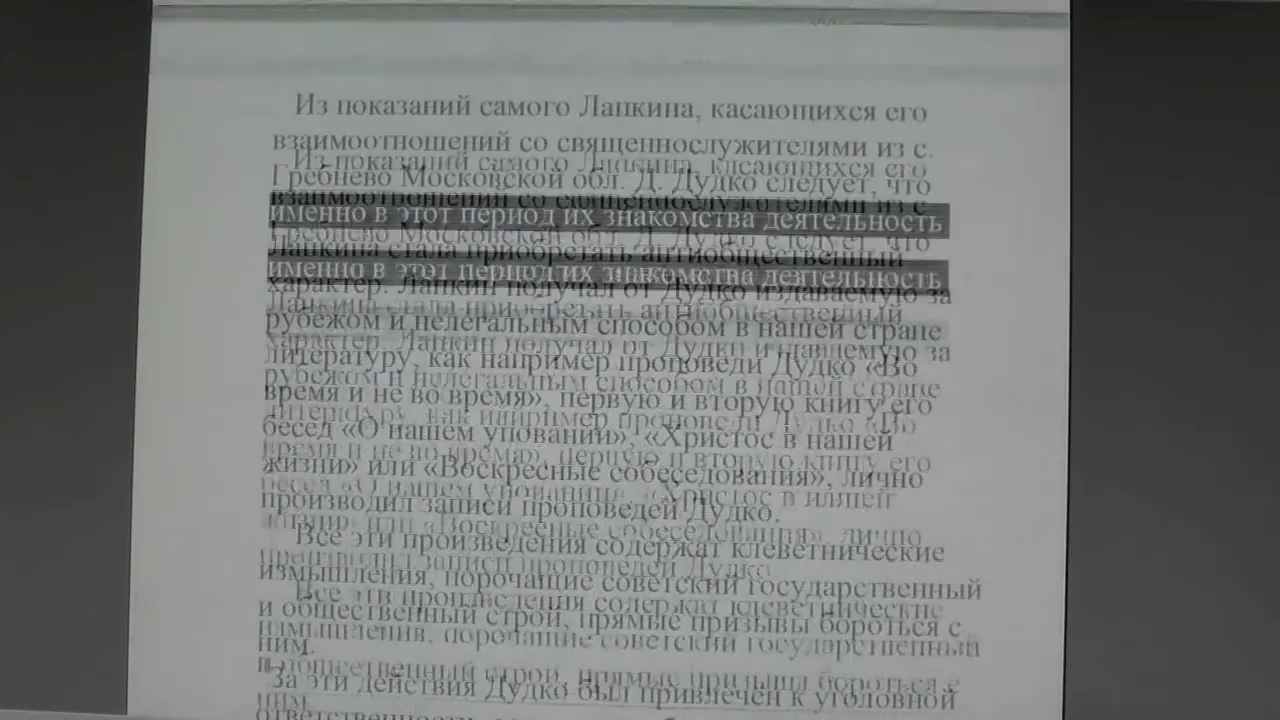 Из показаний самого Лапкина, касающихся его
взаимоотношений со священнослужителями из с.
Гребнево Московской обл. Д. Дудко следует, что
именно в этот период их знакомства деятельность
Лапкина стала приобретать антиобщественный
характер. Лапкин получал от Дудко издаваемую за
рубежом и нелегальным способом в нашей стране
литературу, как например проповеди Дудко «Во
время и не во время», первую и вторую книгу его
бесед «О нашем уповании», «Христос в нашей
жизни» или «Воскресные собеседования», лично
производил записи проповедей Дудко.
Все эти произведения содержат клеветнические
измышления, порочащие советский государственный
и общественный строй, прямые призывы бороться с
ним.
За эти действия Дудко был привлечен к уголовной
ответственности